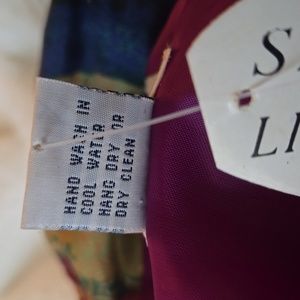 HAND WASH IN
COOL WATER
HANG DRY OR
DRY CLEAN